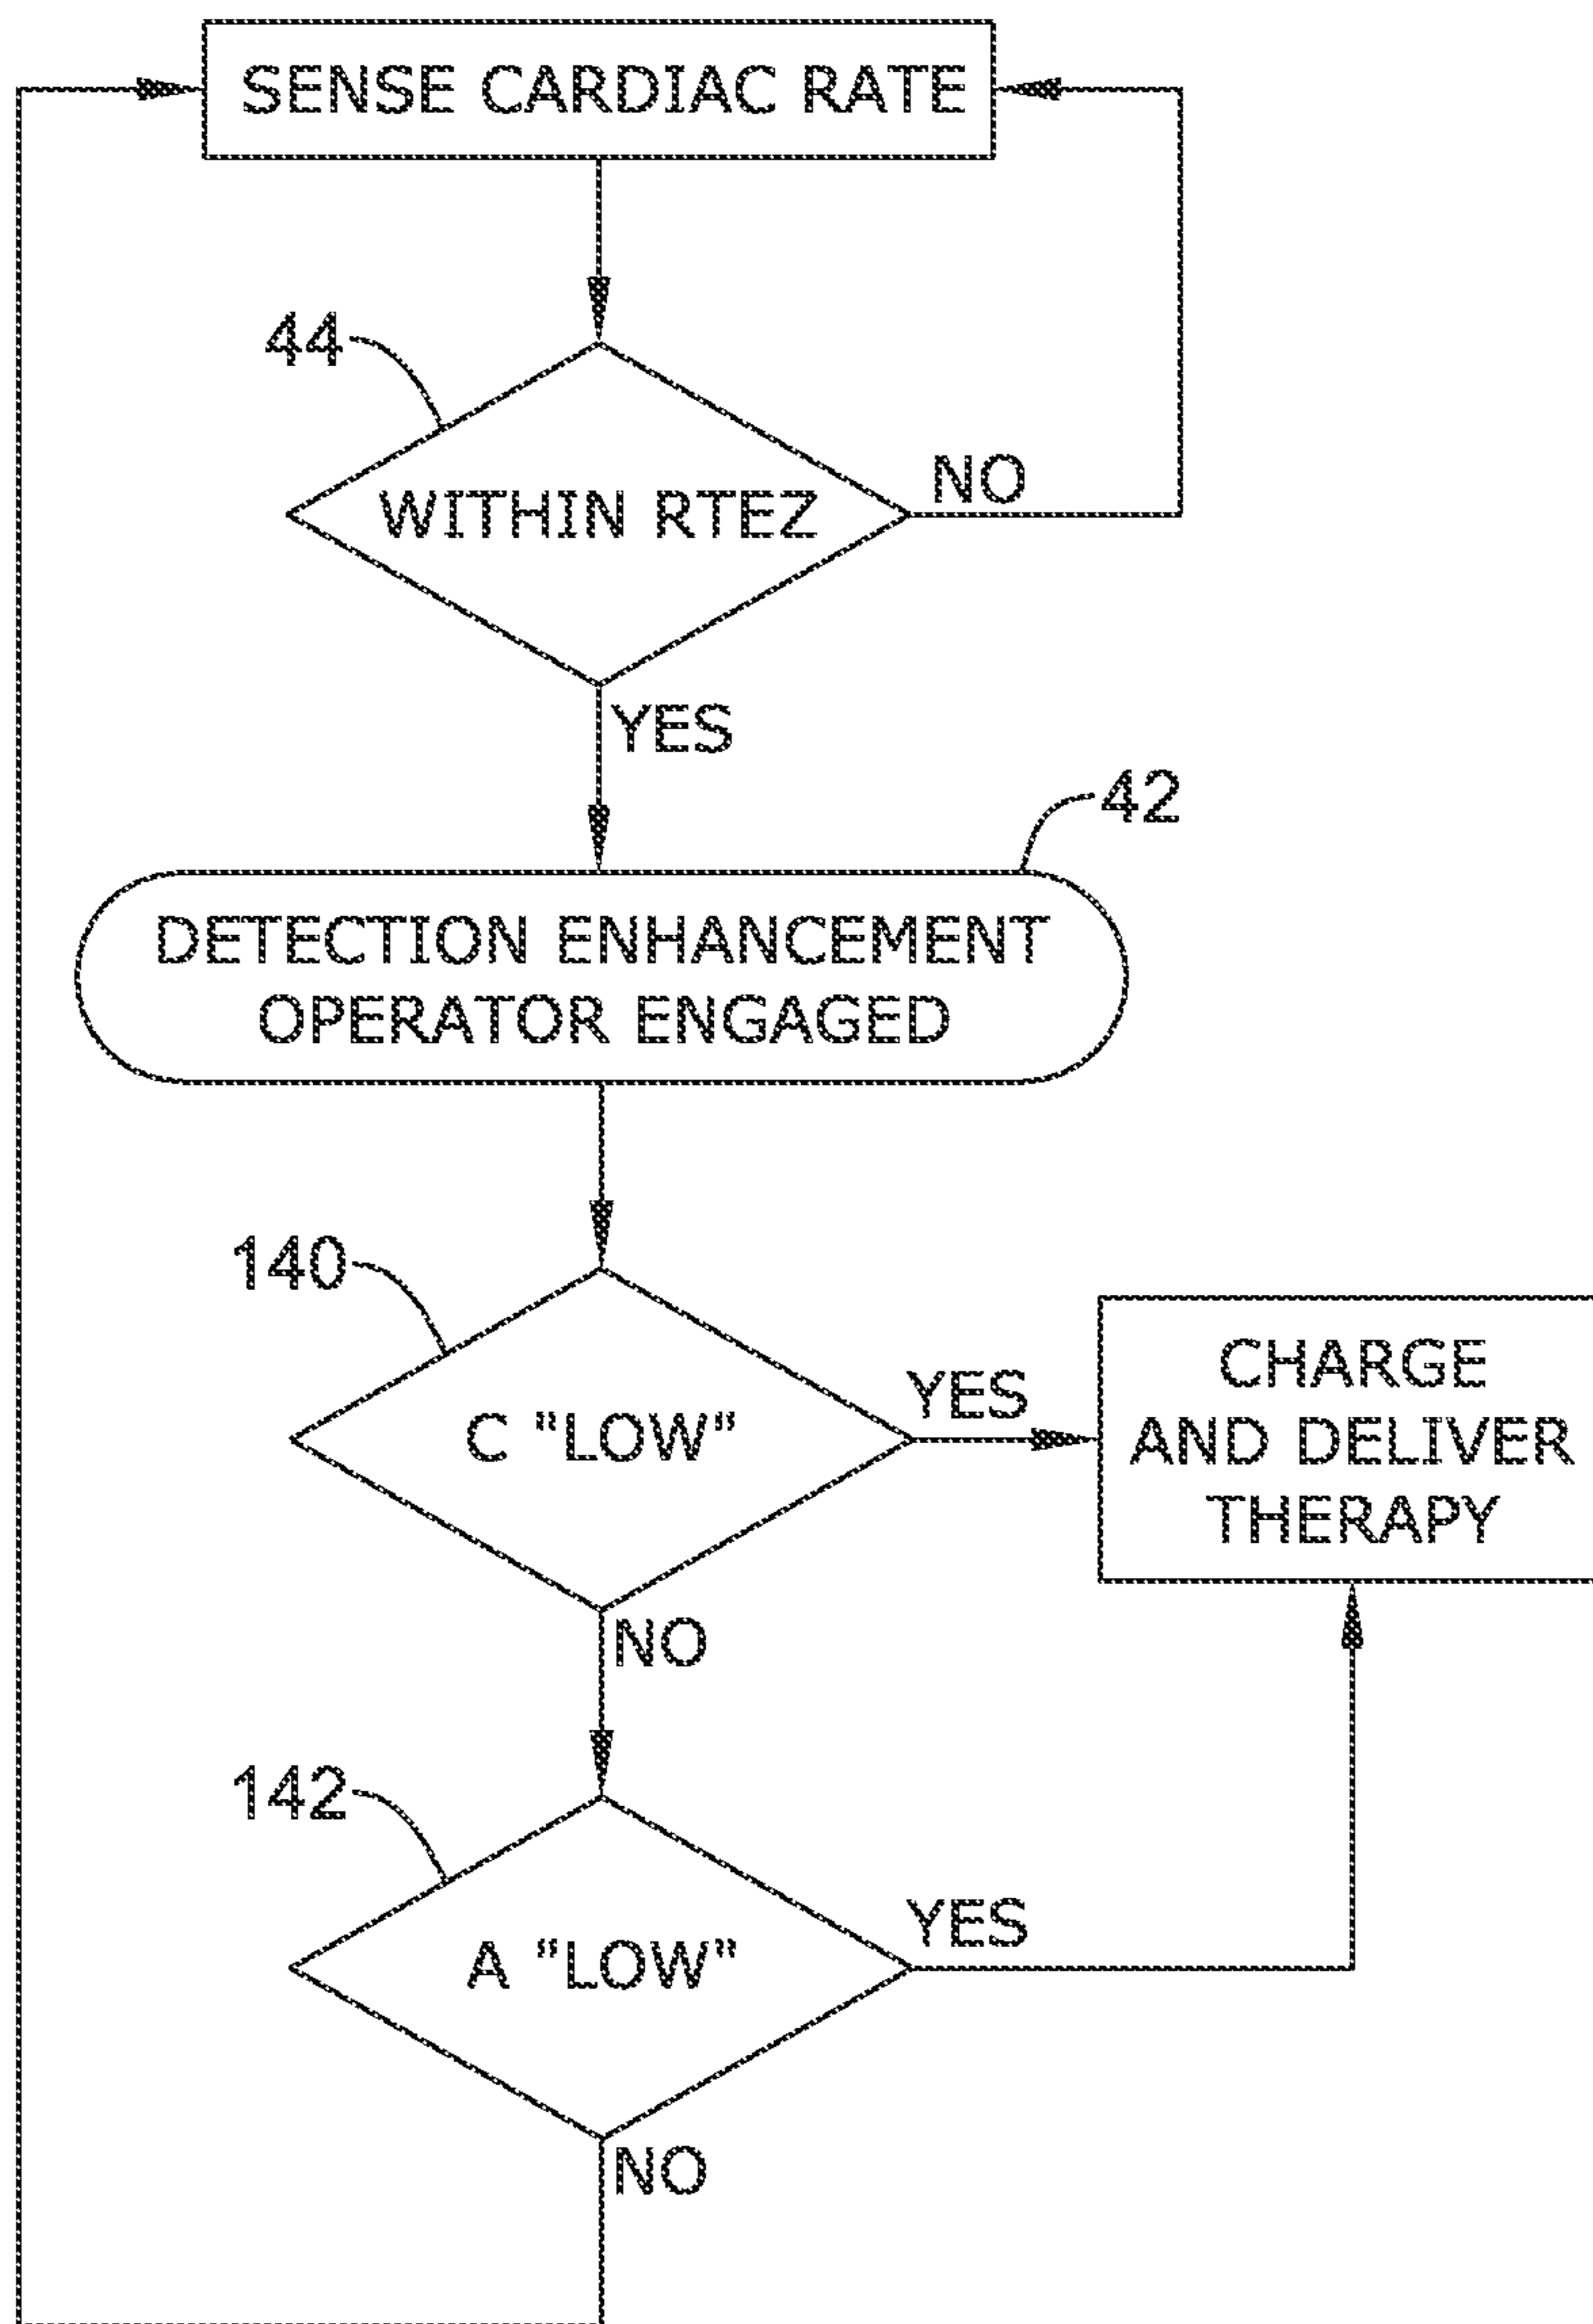 SENSE CARDIAC RATE
44
WITHIN RTEZ
NO
YES
42
DETECTION ENHANCEMENT
OPERATOR ENGAGED
140
C "LOW"
YES
CHARGE
AND DELIVER
THERAPY
NO
142
A "LOW"
YES
NO